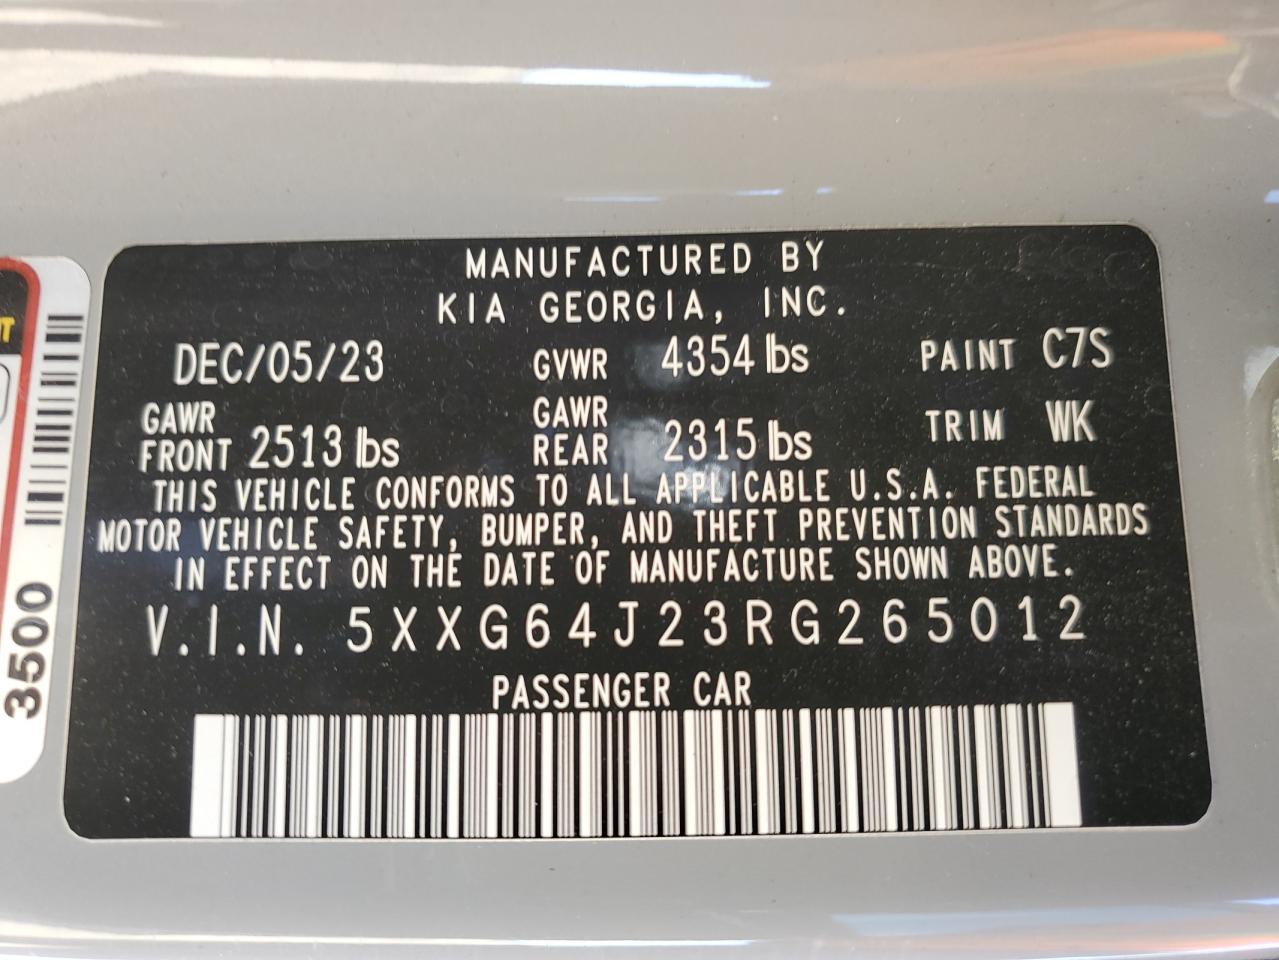 MANUFACTURED BY
KIA GEORGIA, INC.
DEC/05/23 GVWR 4354 lbs PAINT C7S
GAWR FRONT 2513 lbs GAWR REAR 2315 lbs TRIM WK
THIS VEHICLE CONFORMS TO ALL APPLICABLE U.S.A. FEDERAL
MOTOR VEHICLE SAFETY, BUMPER, AND THEFT PREVENTION STANDARDS
IN EFFECT ON THE DATE OF MANUFACTURE SHOWN ABOVE.
V.I.N. 5XXG64J23RG265012
PASSENGER CAR
3500